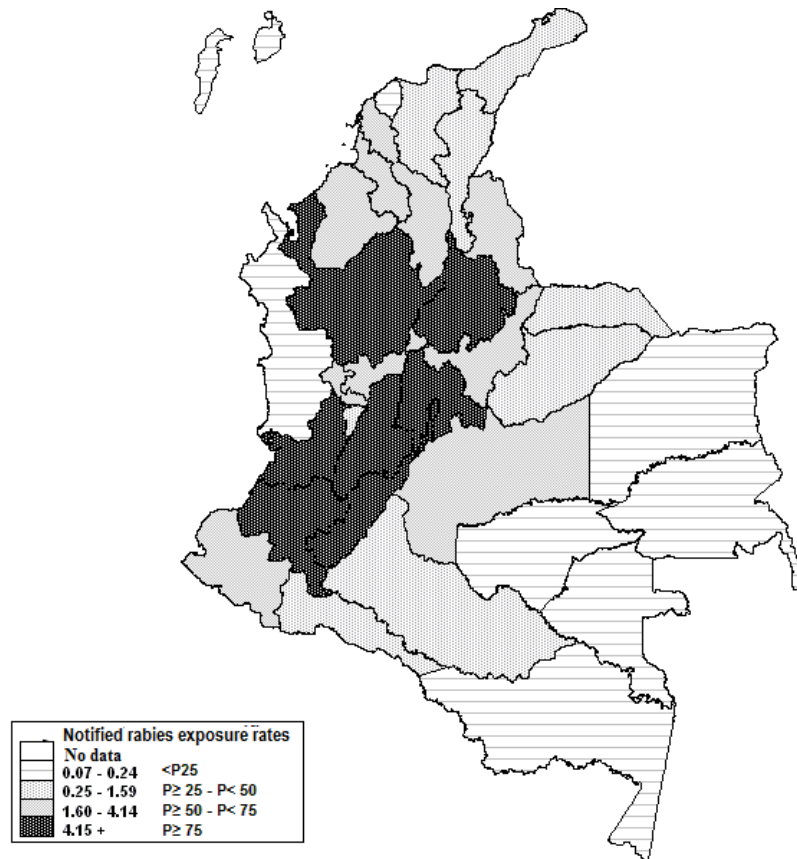 Notified rabies exposure rates
No data
0.07 - 0.24 <P25
0.25 - 1.59 P≥ 25 - P< 50
1.60 - 4.14 P≥ 50 - P< 75
4.15 + P≥ 75